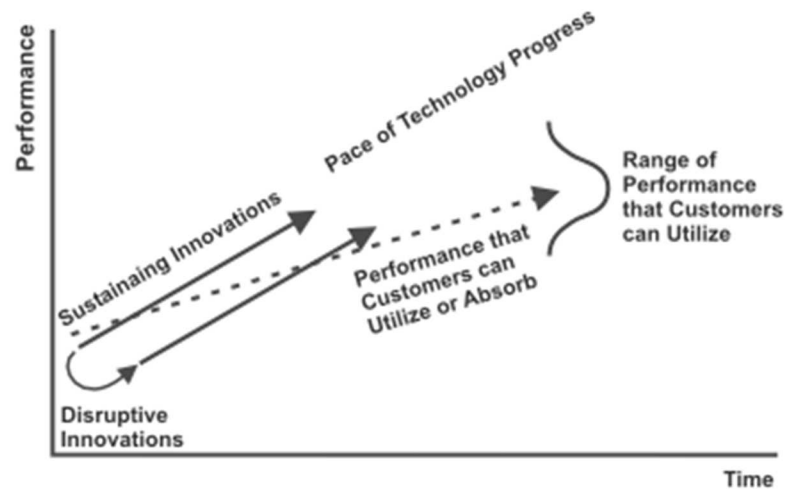 Performance
Pace of Technology Progress
Sustainaing Innovations
Range of
Performance
that Customers
can Utilize
Performance that
Customers can
Utilize or Absorb
Disruptive
Innovations
Time